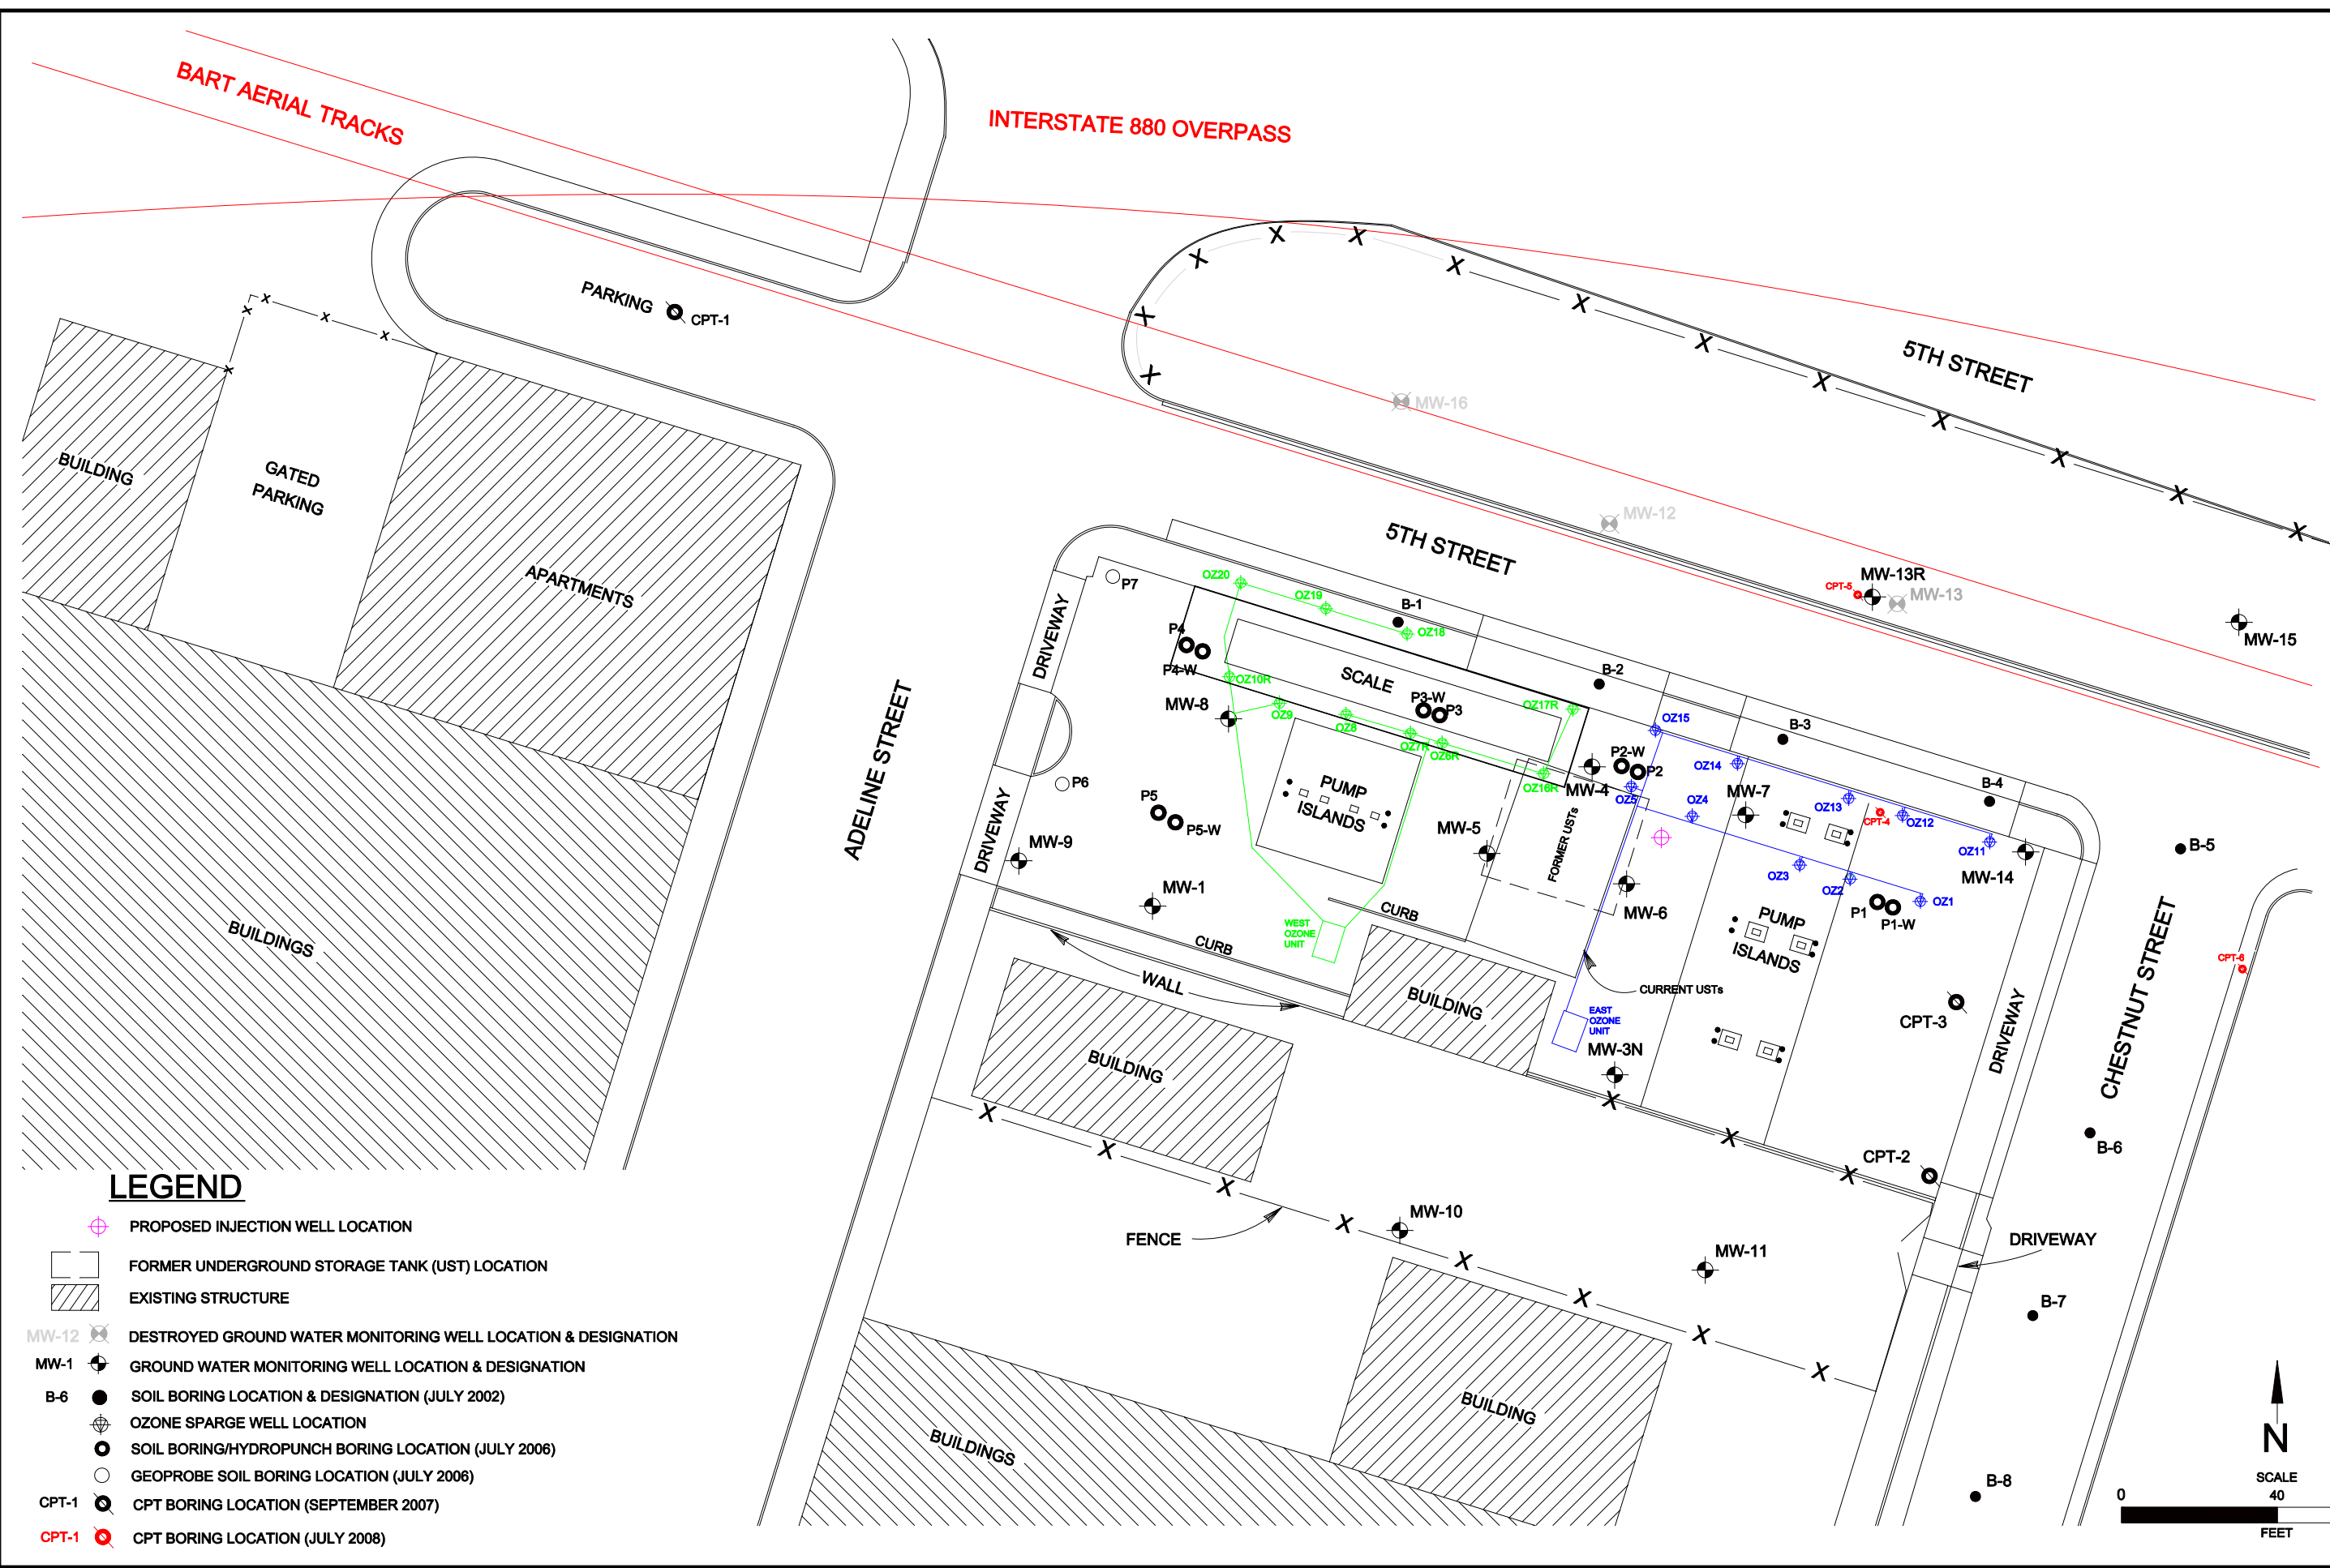 BART AERIAL TRACKS
INTERSTATE 880 OVERPASS
PARKING
CPT-1
5TH STREET
MW-16
BUILDING
GATED
PARKING
APARTMENTS
MW-12
5TH STREET
MW-13R
CPT-5
MW-13
MW-15
P7
OZ20
OZ19
B-1
OZ18
DRIVEWAY
P4
P4-W
OZ10R
SCALE
B-2
MW-8
OZ9
OZ8
P3-W
P3
OZ17R
OZ7R
OZ6R
OZ16R
OZ15
B-3
P2-W
P2
MW-4
OZ14
OZ5
OZ4
MW-7
OZ13
CPT-4
OZ12
B-4
OZ11
MW-14
B-5
ADELINE STREET
P6
P5
P5-W
PUMP
ISLANDS
MW-5
FORMER USTs
DRIVEWAY
MW-9
MW-1
MW-6
OZ3
OZ2
OZ1
P1
P1-W
PUMP
ISLANDS
CURB
CURB
WEST
OZONE
UNIT
WALL
BUILDING
CURRENT USTs
EAST
OZONE
UNIT
MW-3N
CPT-3
DRIVEWAY
CHESTNUT STREET
CPT-6
BUILDINGS
BUILDING
CPT-2
B-6
FENCE
MW-10
MW-11
DRIVEWAY
B-7
BUILDING
BUILDINGS
B-8
LEGEND
PROPOSED INJECTION WELL LOCATION
FORMER UNDERGROUND STORAGE TANK (UST) LOCATION
EXISTING STRUCTURE
MW-12 DESTROYED GROUND WATER MONITORING WELL LOCATION & DESIGNATION
MW-1 GROUND WATER MONITORING WELL LOCATION & DESIGNATION
B-6 SOIL BORING LOCATION & DESIGNATION (JULY 2002)
OZONE SPARGE WELL LOCATION
SOIL BORING/HYDROPUNCH BORING LOCATION (JULY 2006)
GEOPROBE SOIL BORING LOCATION (JULY 2006)
CPT-1 CPT BORING LOCATION (SEPTEMBER 2007)
CPT-1 CPT BORING LOCATION (JULY 2008)
N
SCALE
0 40
FEET